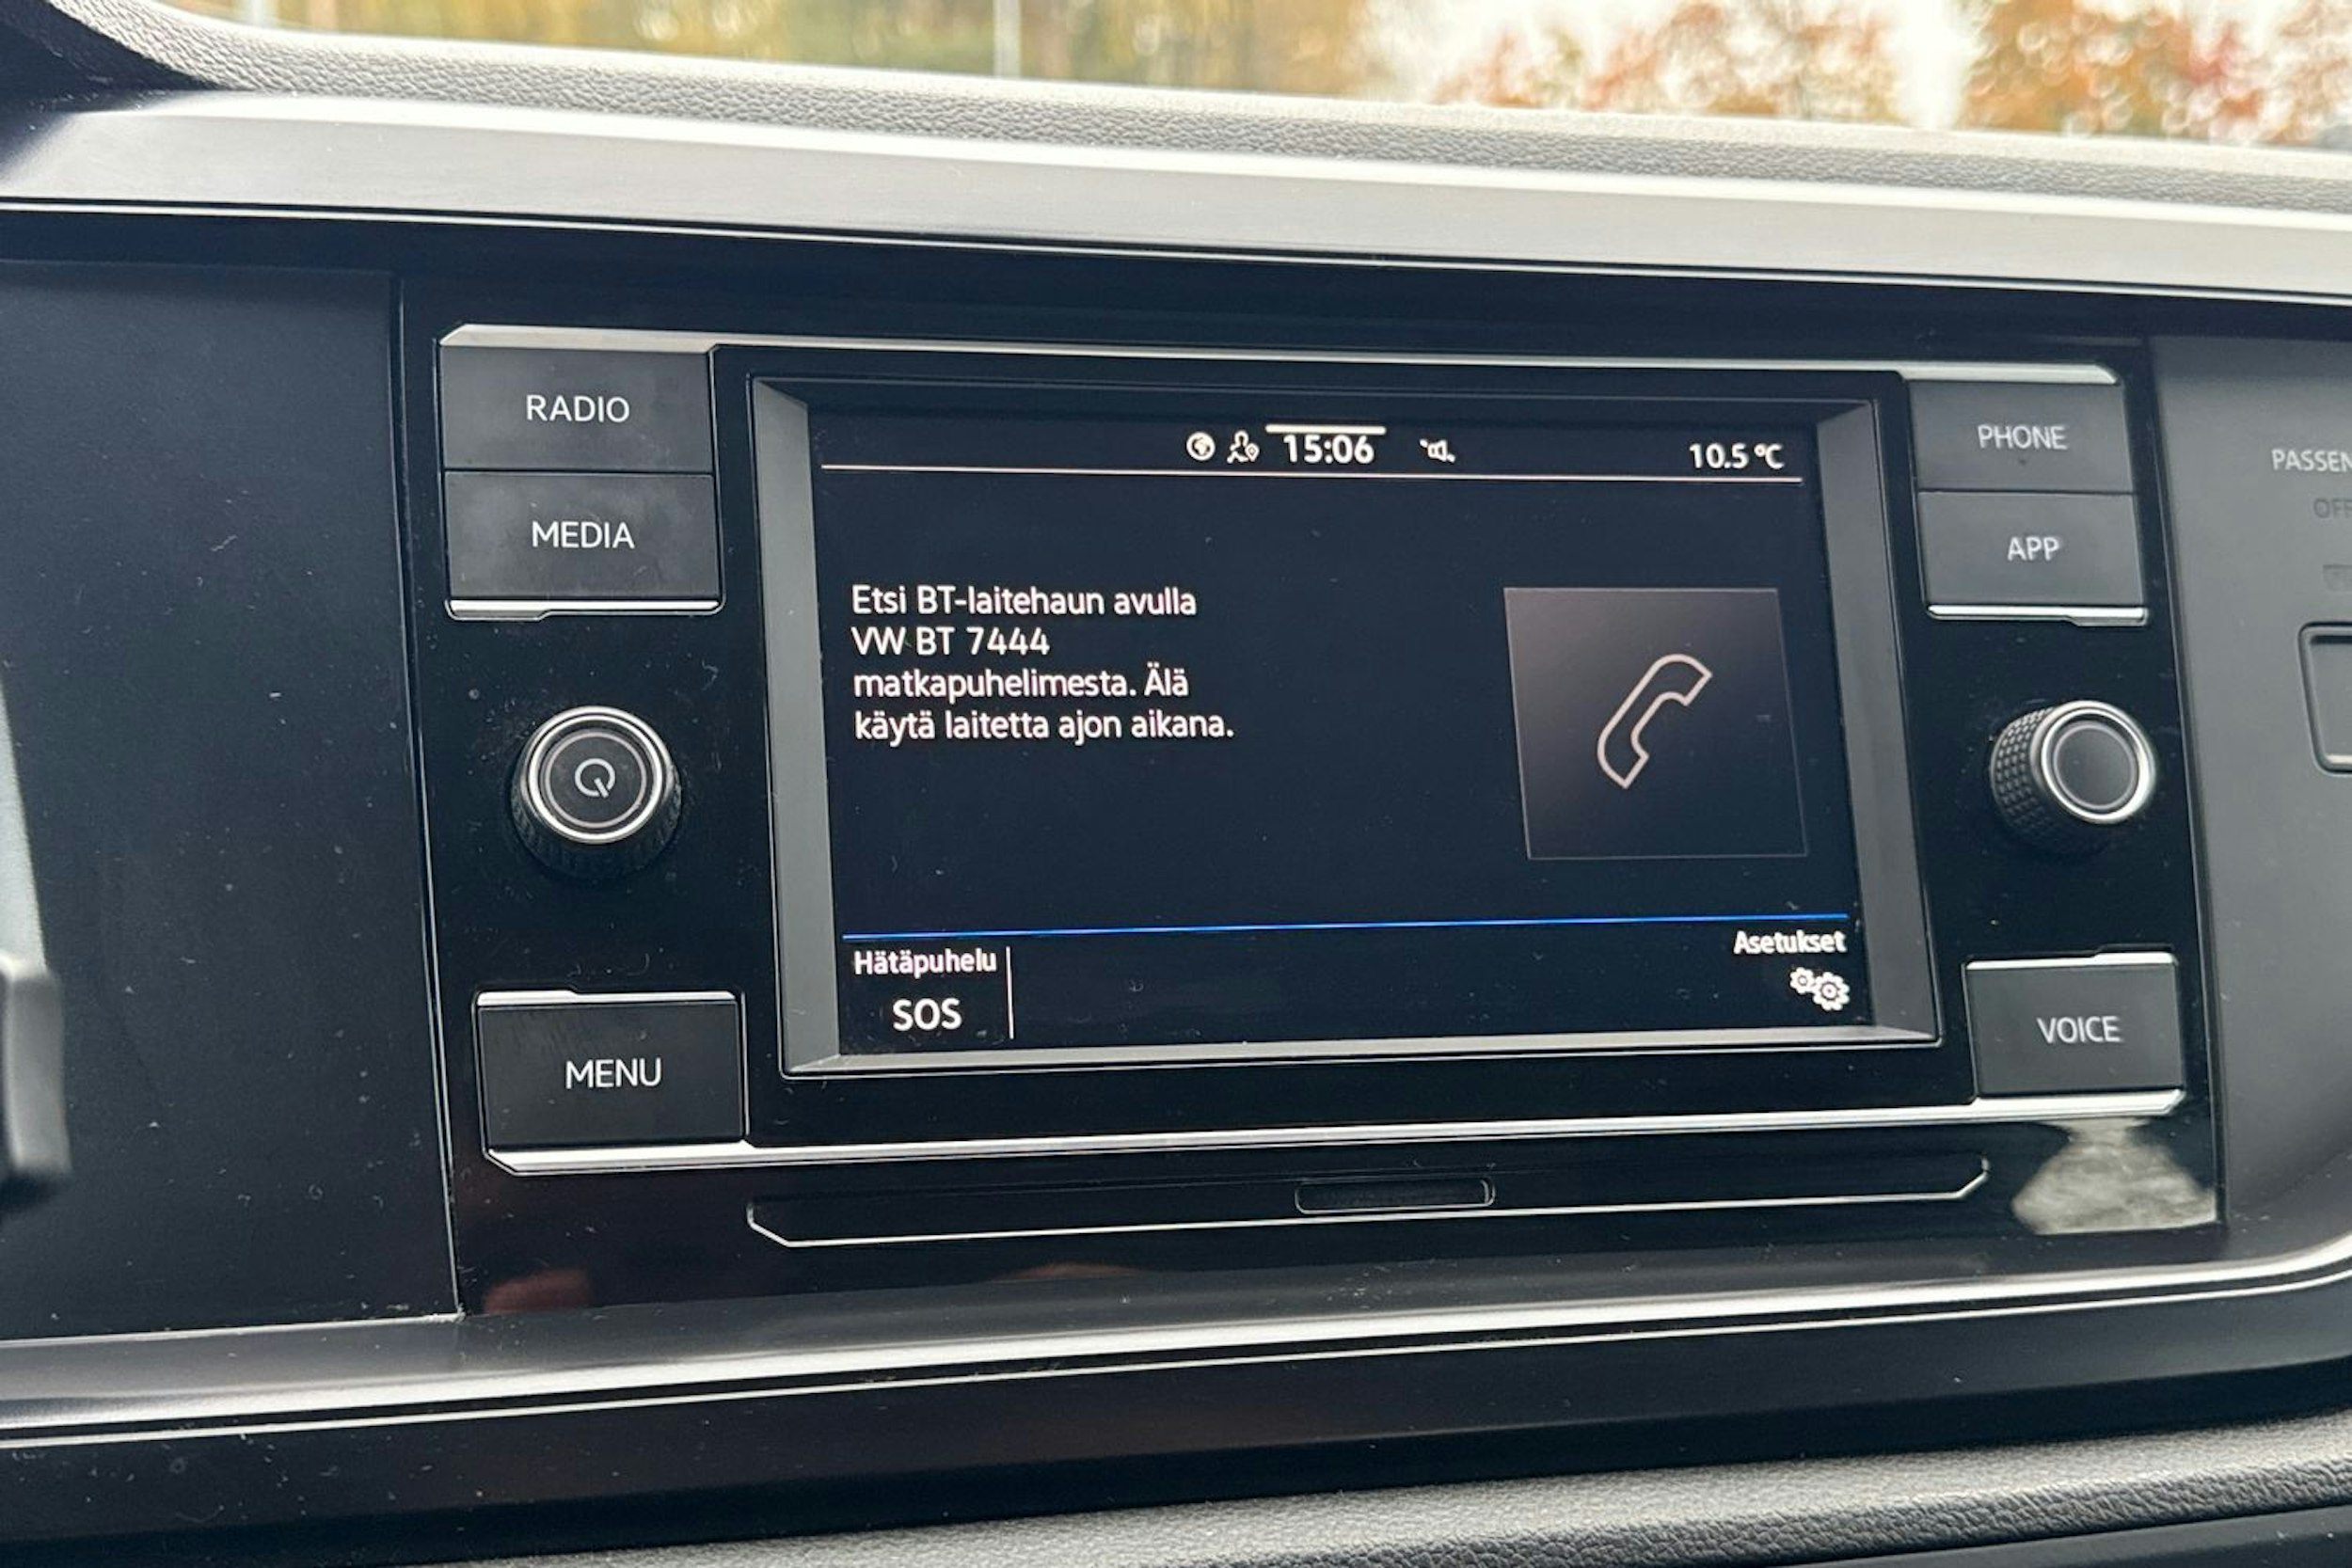 RADIO
MEDIA
MENU
15:06
10.5 °C
Etsi BT-laitehaun avulla
VW BT 7444
matkapuhelimesta. Älä
käytä laitetta ajon aikana.
Hätäpuhelu
SOS
Asetukset
PHONE
APP
VOICE
PASSEN
OFF